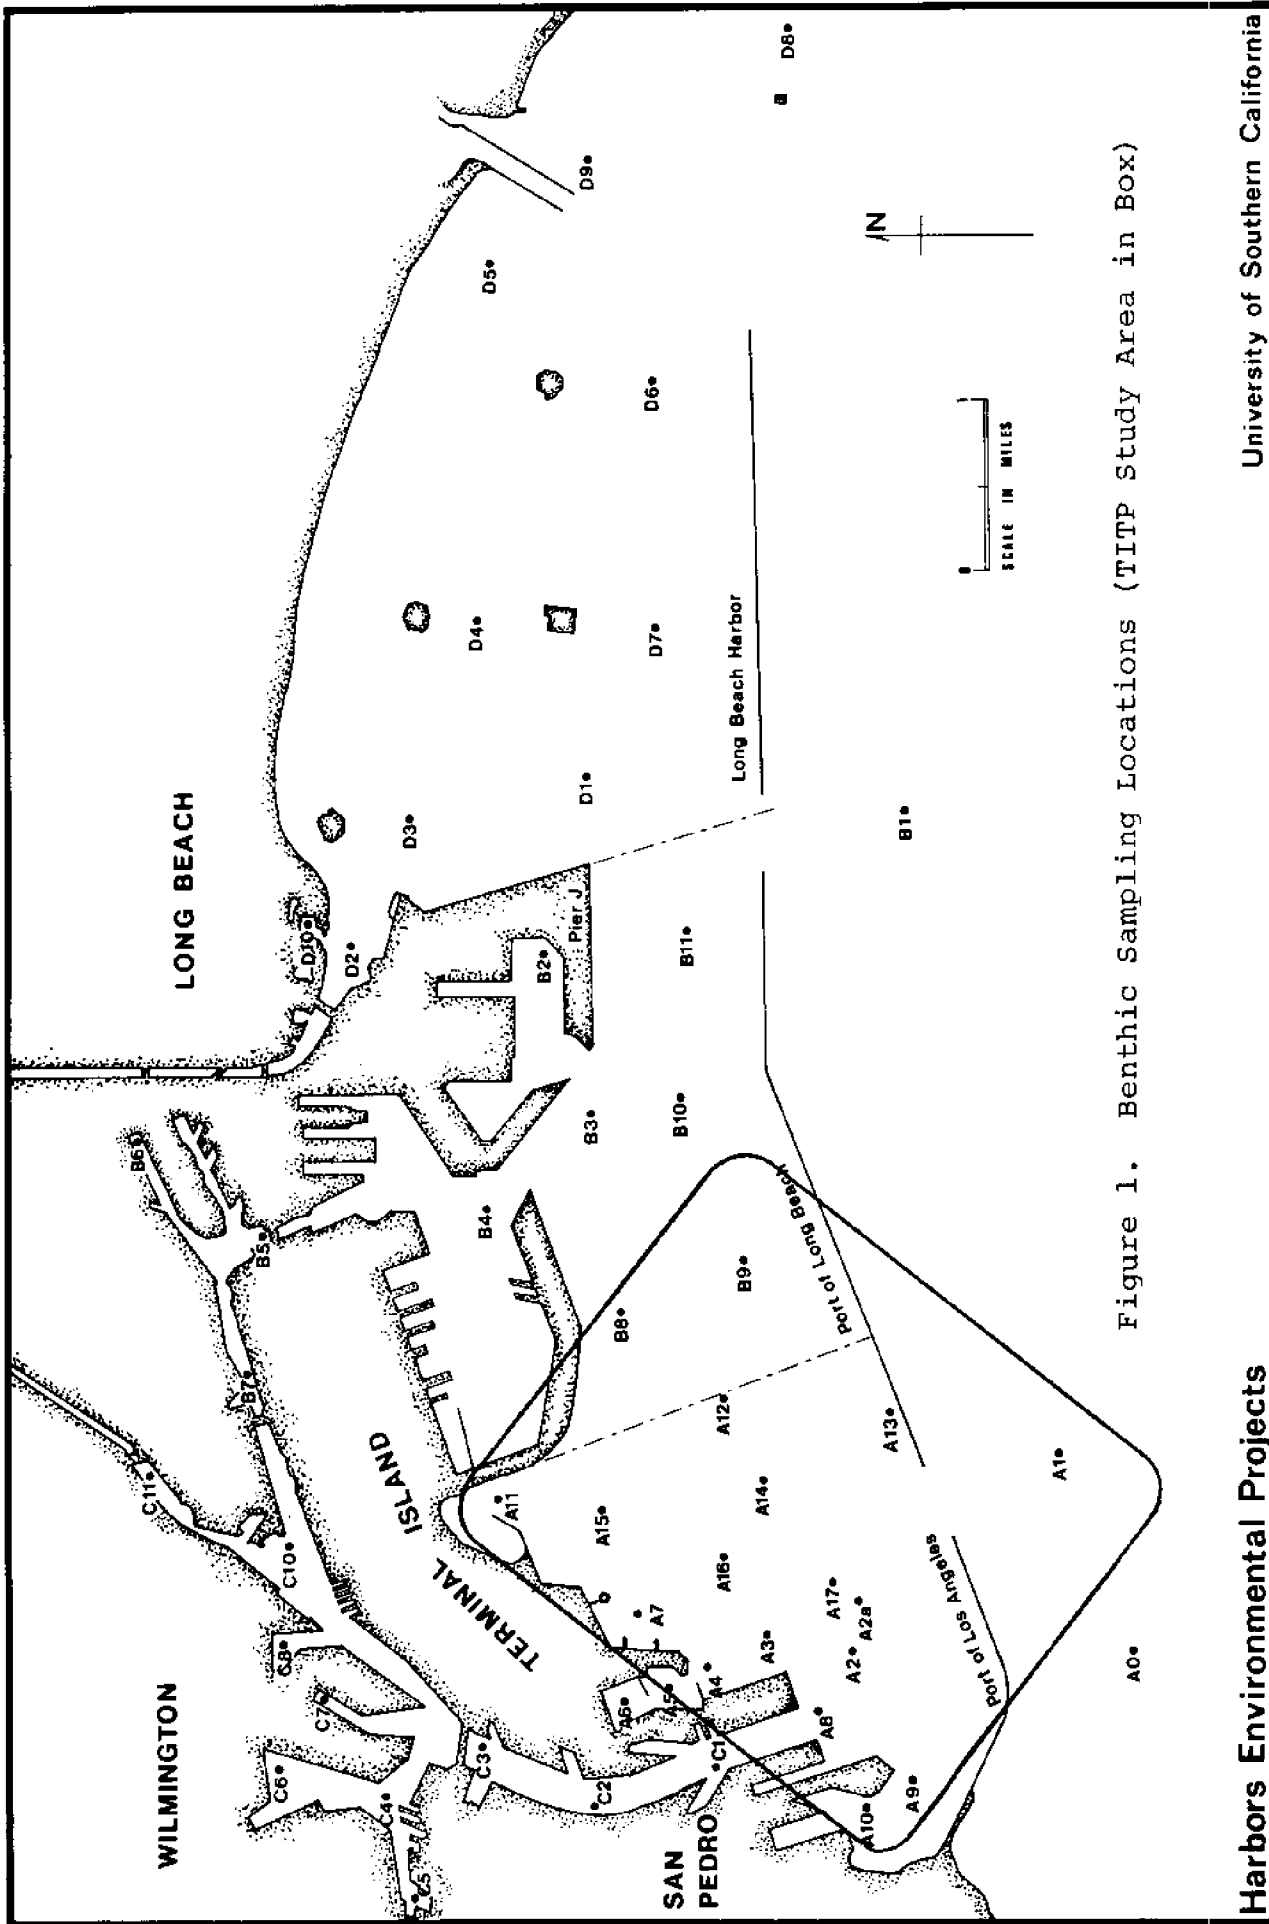 WILMINGTON
LONG BEACH
SAN
PEDRO
TERMINAL
ISLAND
C11
B6
B7
B5
C10
C8
C7
C6
C4
C5
C3
C2
C1
D10
D2
D3
D4
D5
D9
D8
D1
D7
D6
B2
Pier J
B4
B3
B8
B10
B11
B9
B1
A11
A15
A7
A6
A5
A4
A3
A16
A14
A12
A13
A17
A2
A2a
A8
A9
A10
A1
A0
Long Beach Harbor
Port of Long Beach
Port of Los Angeles
N
0
1
SCALE IN MILES
Figure 1. Benthic Sampling Locations (TITP Study Area in Box)
Harbors Environmental Projects
University of Southern California